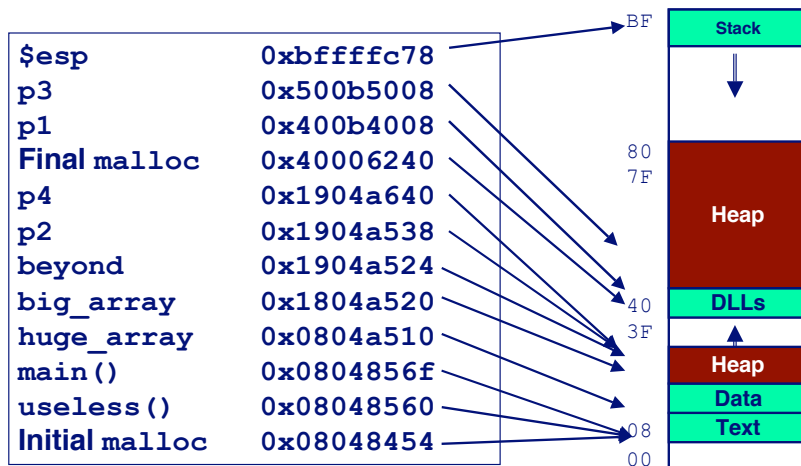 $esp 0xbffffc78
p3 0x500b5008
p1 0x400b4008
Final malloc 0x40006240
p4 0x1904a640
p2 0x1904a538
beyond 0x1904a524
big_array 0x1804a520
huge_array 0x0804a510
main() 0x0804856f
useless() 0x08048560
Initial malloc 0x08048454
BF
Stack
80
7F
Heap
40
DLLs
3F
Heap
Data
08
Text
00